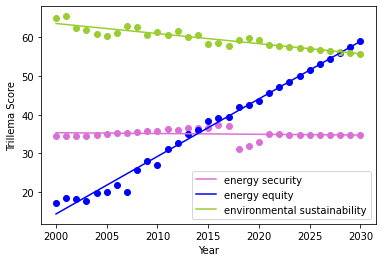 60
50
40
30
20
Trillema Score
energy security
energy equity
environmental sustainability
2000 2005 2010 2015 2020 2025 2030
Year